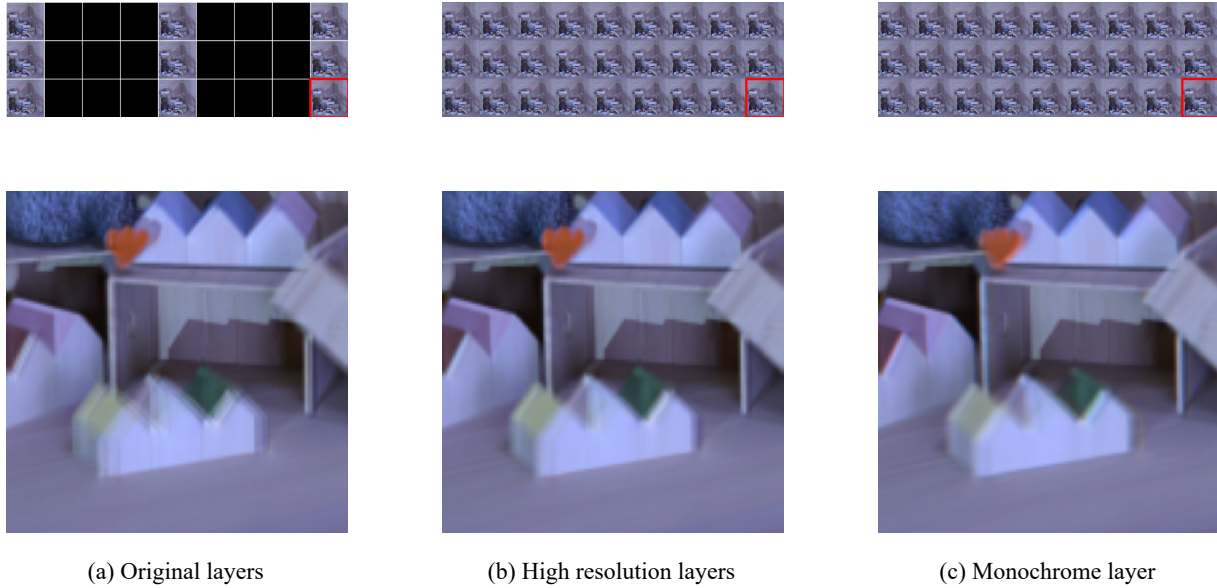 (a) Original layers
(b) High resolution layers
(c) Monochrome layer